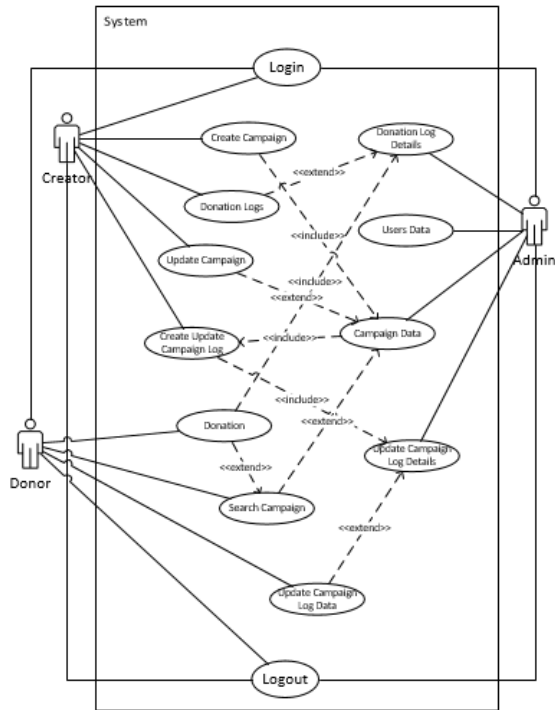 System
Login
Create Campaign
Donation Log
Details
<<extend>>
Creator
Donation Logs
<<include>>
Users Data
Admin
Update Campaign
<<include>>
<<extend>>
Create Update
Campaign Log
<<include>>
Campaign Data
<<include>>
Donation
<<extend>>
Update Campaign
Log Details
<<extend>>
Donor
Search Campaign
<<extend>>
Update Campaign
Log Data
Logout